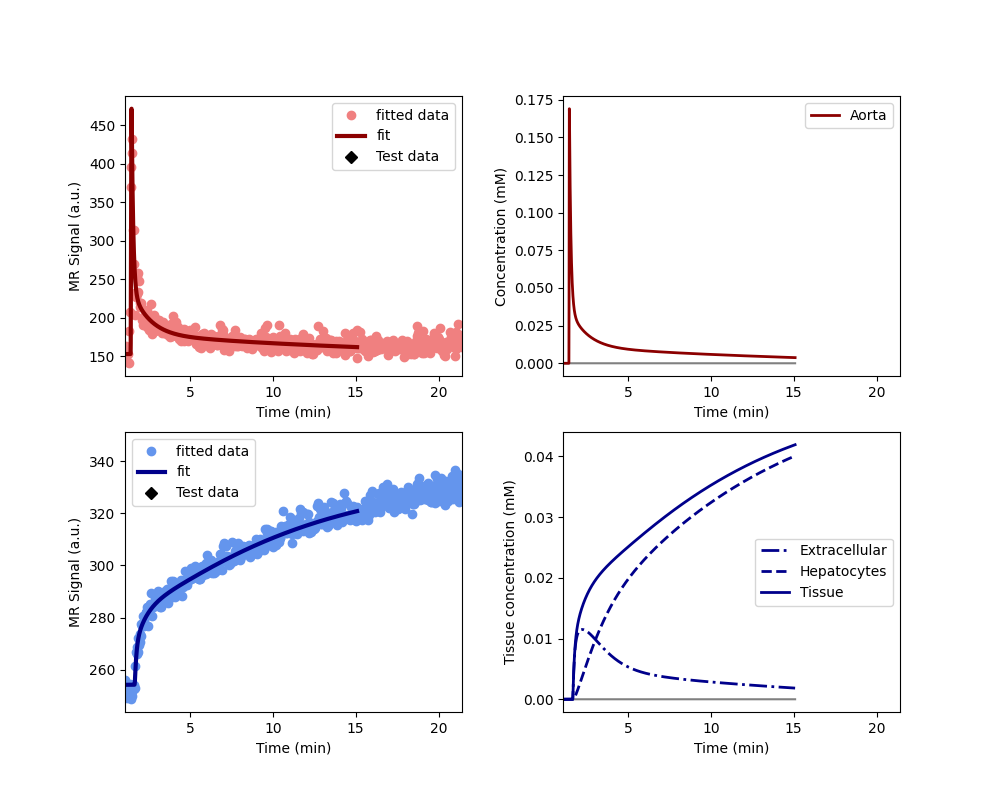 450
400
350
300
250
200
150
MR Signal (a.u.)
5 10 15 20
Time (min)
fitted data
fit
Test data
0.175
0.150
0.125
0.100
0.075
0.050
0.025
0.000
Concentration (mM)
5 10 15 20
Time (min)
Aorta
340
320
300
280
260
MR Signal (a.u.)
5 10 15 20
Time (min)
fitted data
fit
Test data
0.04
0.03
0.02
0.01
0.00
Tissue concentration (mM)
5 10 15 20
Time (min)
Extracellular
Hepatocytes
Tissue